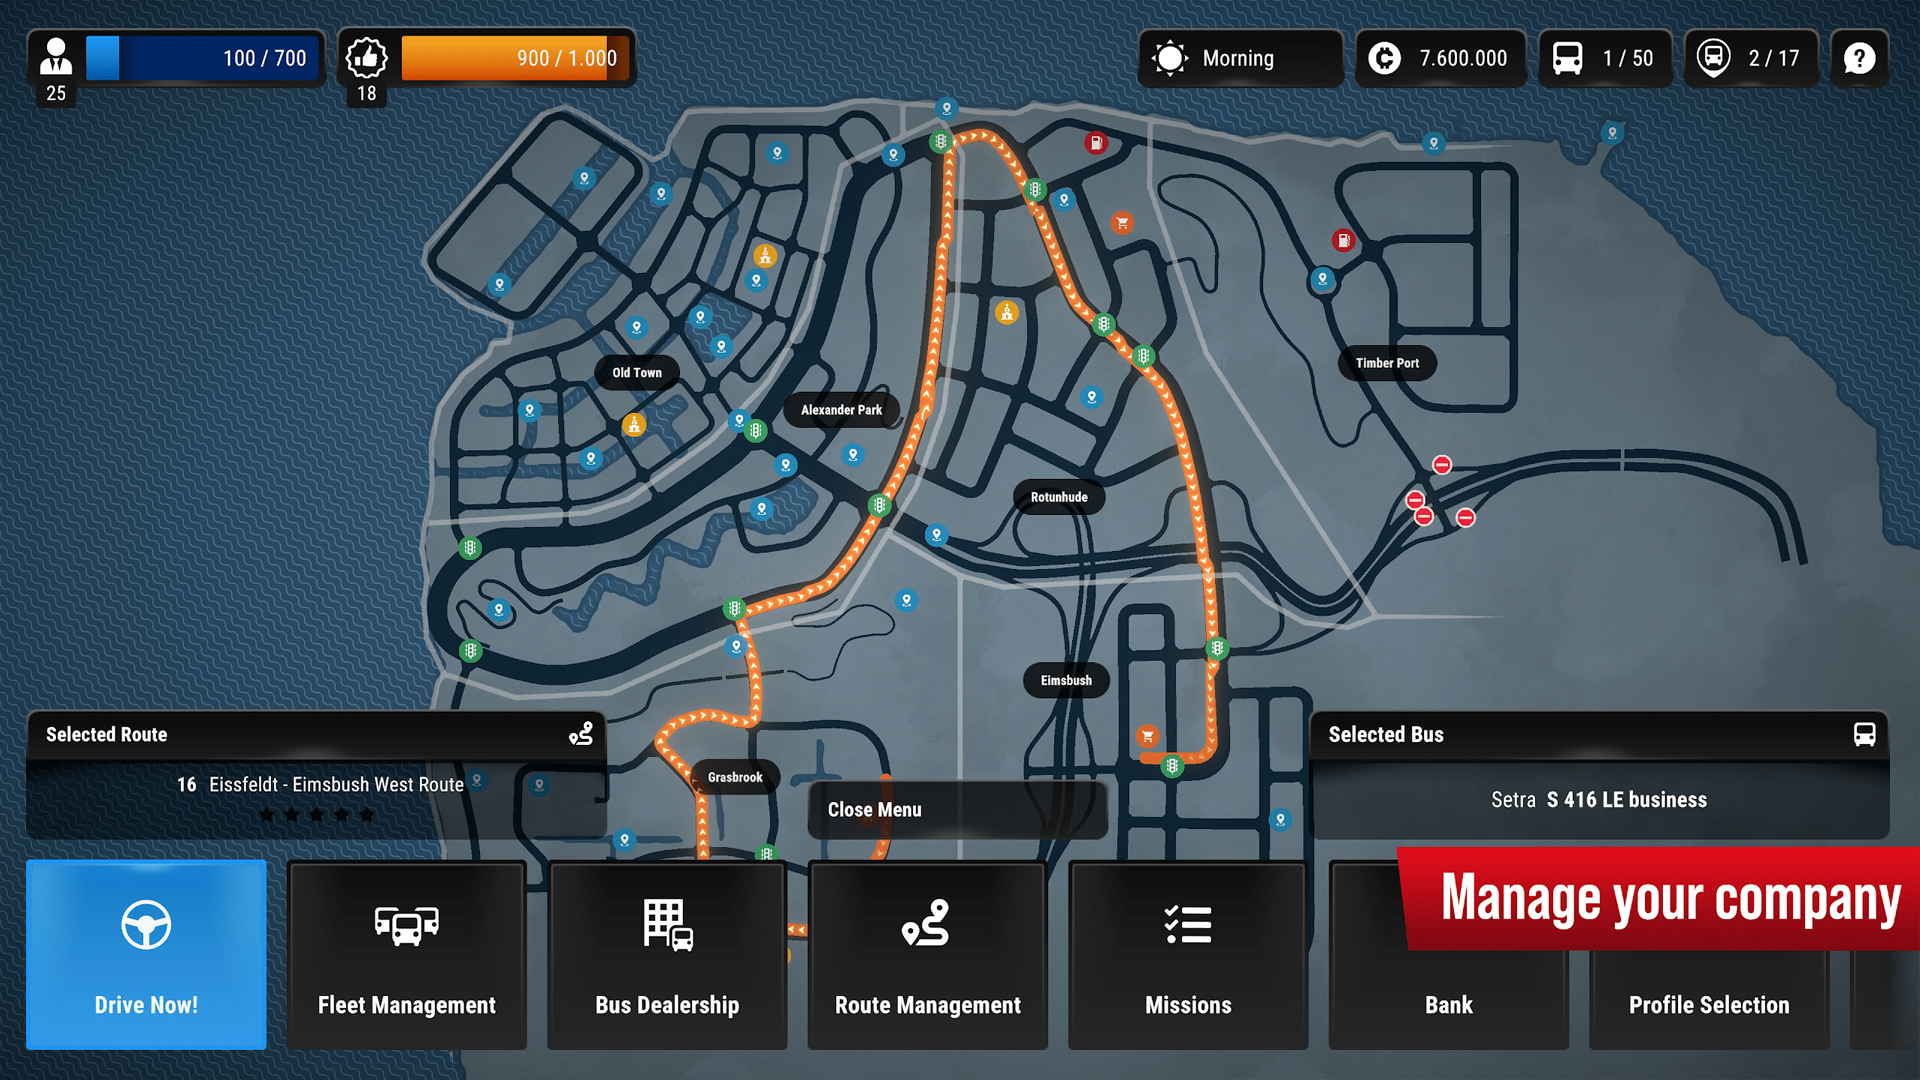 100 / 700
25
900 / 1.000
18
Morning
7.600.000
1 / 50
2 / 17
?
Old Town
Timber Port
Alexander Park
Rotunhude
Eimsbush
Grasbrook
Selected Route
16 Eissfeldt - Eimsbush West Route
Close Menu
Selected Bus
Setra S 416 LE business
Manage your company
Drive Now!
Fleet Management
Bus Dealership
Route Management
Missions
Bank
Profile Selection